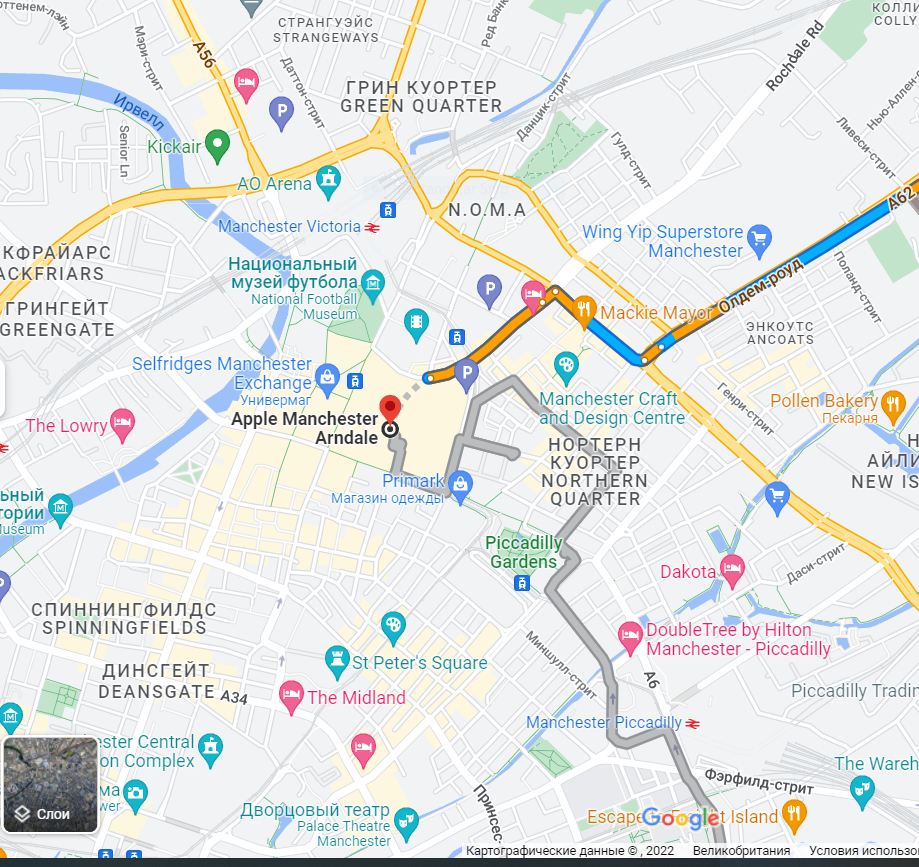 оттенем-лэйн
СТРАНГУЭЙС
STRANGEWAYS
Ред Банк
КОЛЛИ
COLLY
Мэри-стрит
A56
Даттон-стрит
ГРИН КУОРТЕР
GREEN QUARTER
Rochdale Rd
Ирвелл
P
Данцик-стрит
Нью-Аллен-
Senior Ln
Kickair
Гулд-стрит
Ливеси-стрит
AO Arena
A62
N.O.M.A
Manchester Victoria
Wing Yip Superstore
Manchester
КФРАЙАРС
ACKFRIARS
Национальный
музей футбола
National Football
Museum
P
Поланд-стрит
Олдем-роуд
ГРИНГЕЙТ
GREENGATE
Mackie Mayor
ЭНКОУТС
ANCOATS
Selfridges Manchester
Exchange
Универмаг
P
Manchester Craft
and Design Centre
Генри-стрит
Pollen Bakery
Пекарня
The Lowry
Apple Manchester
Arndale
НОРТЕРН
КУОРТЕР
NORTHERN
QUARTER
Н
АЙЛИ
NEW IS
Primark
Магазин одежды
ьный
тории
Museum
Piccadilly
Gardens
Dakota
Даси-стрит
P
СПИННИНГФИЛДС
SPINNINGFIELDS
DoubleTree by Hilton
Manchester - Piccadilly
Миншулл-стрит
St Peter's Square
ДИНСГЕЙТ
DEANSGATE
A34
The Midland
A6
Piccadilly Tradin
Manchester Piccadilly
ester Central
on Complex
Фэрфилд-стрит
The Wareh
ма
wer
Слои
Принсес-
Дворцовый театр
Palace Theatre
Manchester
Escape
t Island
Google
Картографические данные © , 2022
Великобритания
Условия использо